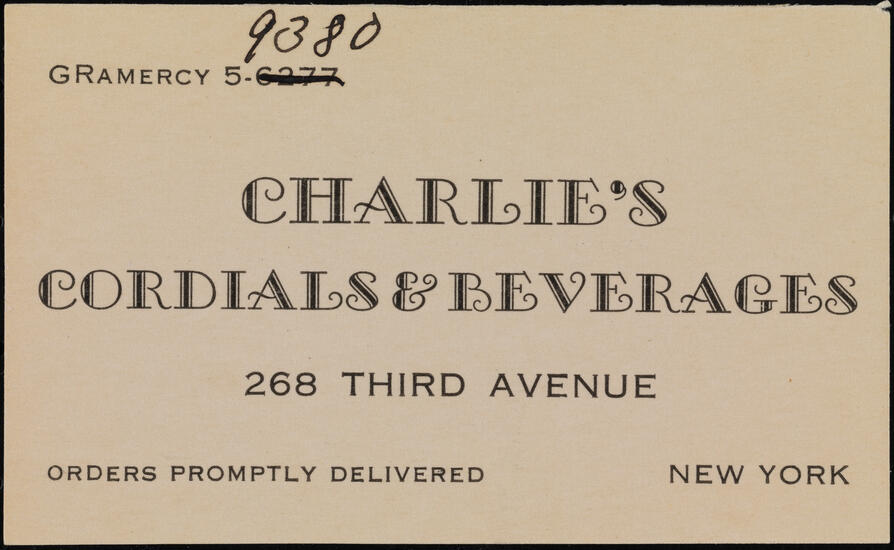 9380
GRAMERCY 5-6277
CHARLIE'S
CORDIALS & BEVERAGES
268 THIRD AVENUE
ORDERS PROMPTLY DELIVERED
NEW YORK